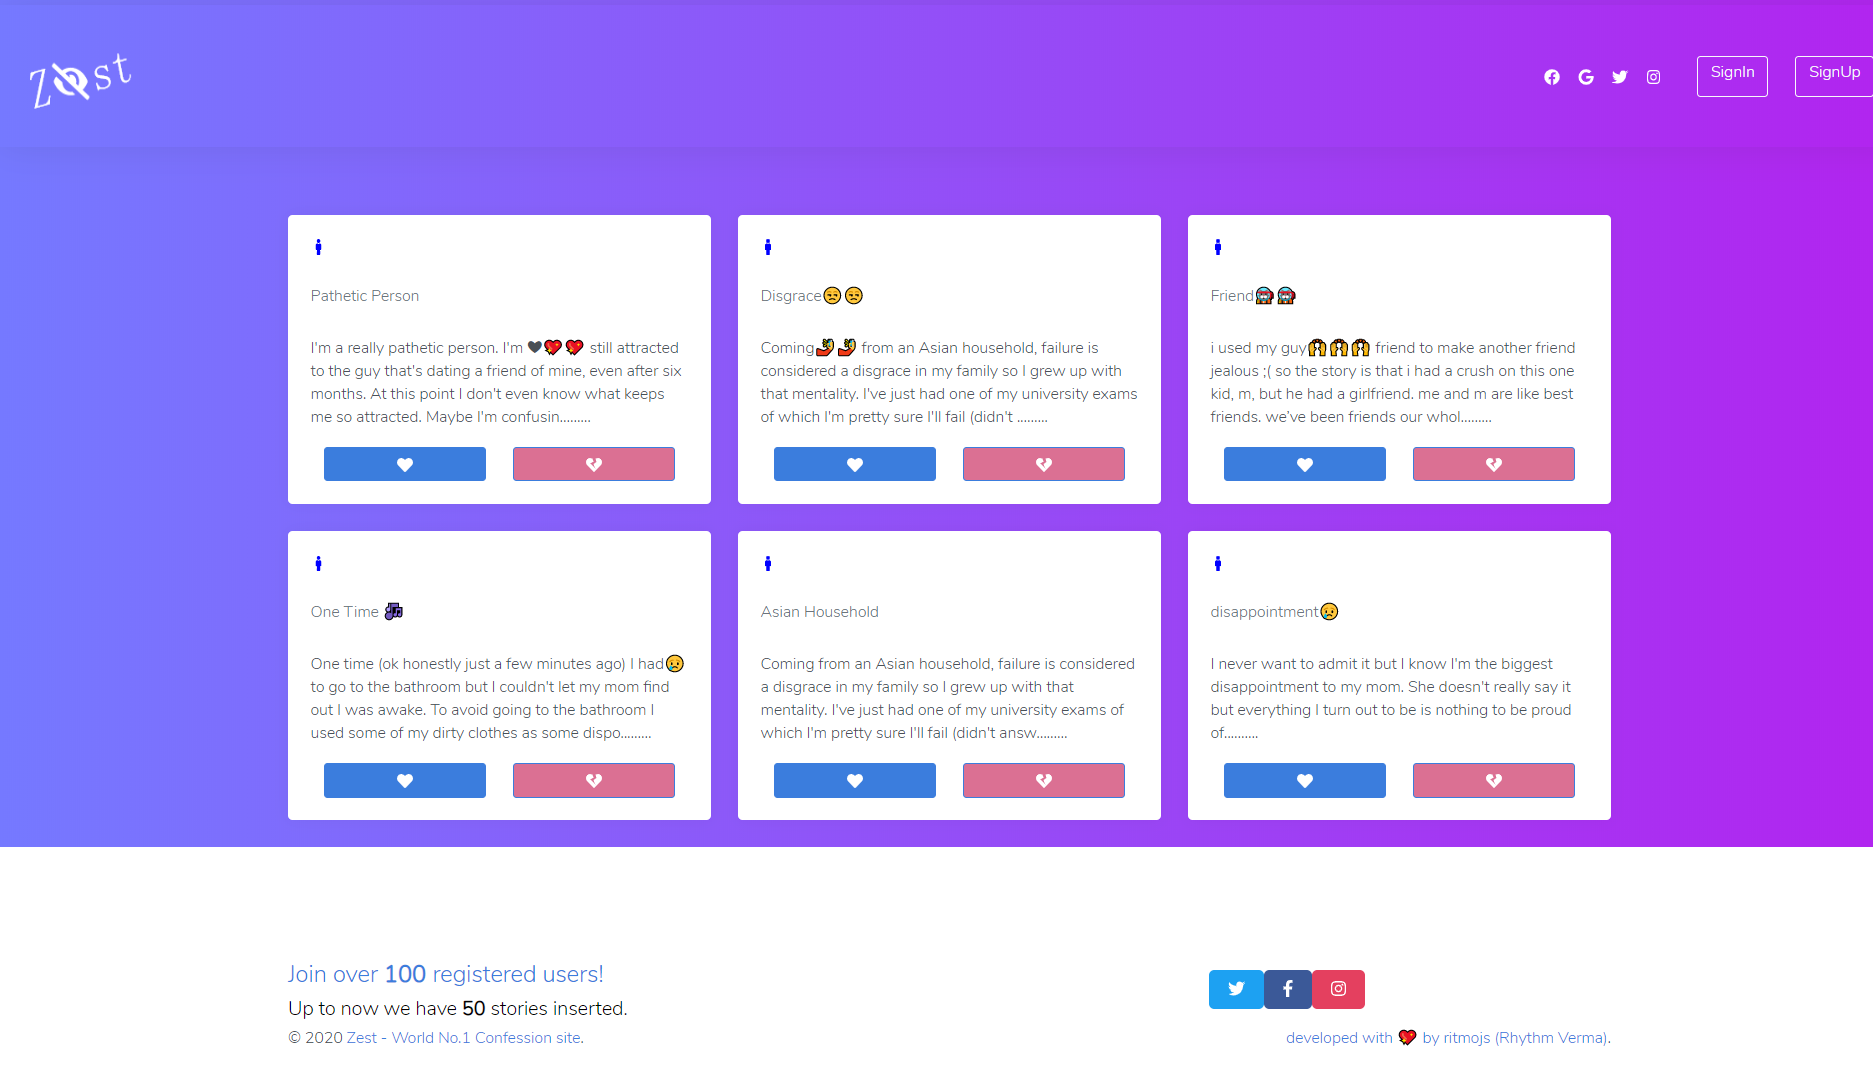 Zest
SignIn
SignUp
Pathetic Person
I'm a really pathetic person. I'm 🖤💖💖 still attracted
to the guy that's dating a friend of mine, even after six
months. At this point I don't even know what keeps
me so attracted. Maybe I'm confusin.........
Disgrace😒😒
Coming🤳🤳 from an Asian household, failure is
considered a disgrace in my family so I grew up with
that mentality. I've just had one of my university exams
of which I'm pretty sure I'll fail (didn't .........
Friend
i used my guy friend to make another friend
jealous ;( so the story is that i had a crush on this one
kid, m, but he had a girlfriend. me and m are like best
friends. we've been friends our whol.........
One Time
One time (ok honestly just a few minutes ago) I had😥
to go to the bathroom but I couldn't let my mom find
out I was awake. To avoid going to the bathroom I
used some of my dirty clothes as some dispo.........
Asian Household
Coming from an Asian household, failure is considered
a disgrace in my family so I grew up with that
mentality. I've just had one of my university exams of
which I'm pretty sure I'll fail (didn't answ.........
disappointment😥
I never want to admit it but I know I'm the biggest
disappointment to my mom. She doesn't really say it
but everything I turn out to be is nothing to be proud
of..........
Join over 100 registered users!
Up to now we have 50 stories inserted.
© 2020 Zest - World No.1 Confession site.
developed with 💖 by ritmojs (Rhythm Verma).